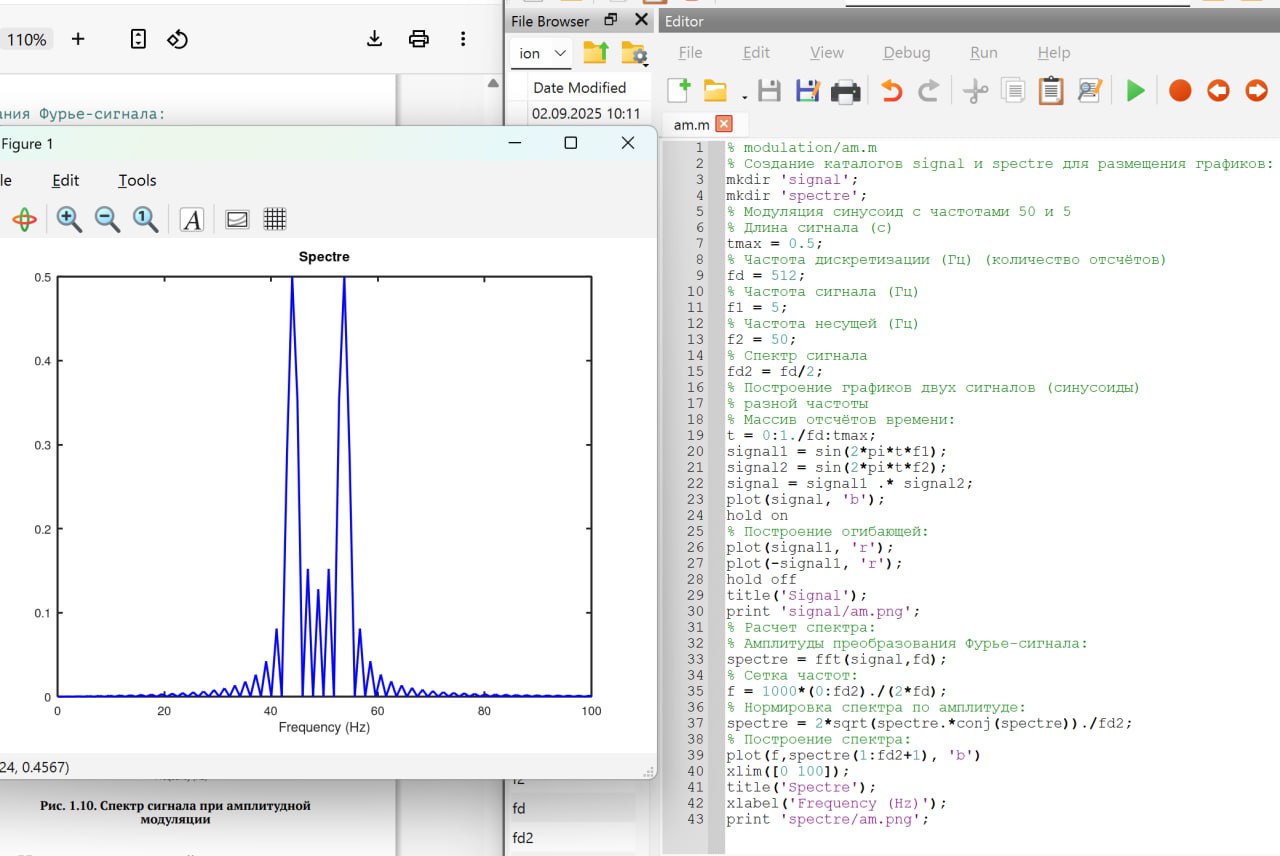 110%
ания Фурье-сигнала:
File Browser
ion
Date Modified
02.09.2025 10:11
Figure 1
le Edit Tools
A
1
Spectre
0.5
0.4
0.3
0.2
0.1
0
0 20 40 60 80 100
Frequency (Hz)
24, 0.4567)
Рис. 1.10. Спектр сигнала при амплитудной
модуляции
f2
fd
fd2
Editor
File Edit View Debug Run Help
am.m
1 % modulation/am.m
2 % Создание каталогов signal и spectre для размещения графиков:
3 mkdir 'signal';
4 mkdir 'spectre';
5 % Модуляция синусоид с частотами 50 и 5
6 % Длина сигнала (с)
7 tmax = 0.5;
8 % Частота дискретизации (Гц) (количество отсчётов)
9 fd = 512;
10 % Частота сигнала (Гц)
11 f1 = 5;
12 % Частота несущей (Гц)
13 f2 = 50;
14 % Спектр сигнала
15 fd2 = fd/2;
16 % Построение графиков двух сигналов (синусоиды)
17 % разной частоты
18 % Массив отсчётов времени:
19 t = 0:1./fd:tmax;
20 signal1 = sin(2*pi*t*f1);
21 signal2 = sin(2*pi*t*f2);
22 signal = signal1 .* signal2;
23 plot(signal, 'b');
24 hold on
25 % Построение огибающей:
26 plot(signal1, 'r');
27 plot(-signal1, 'r');
28 hold off
29 title('Signal');
30 print 'signal/am.png';
31 % Расчет спектра:
32 % Амплитуды преобразования Фурье-сигнала:
33 spectre = fft(signal,fd);
34 % Сетка частот:
35 f = 1000*(0:fd2)./(2*fd);
36 % Нормировка спектра по амплитуде:
37 spectre = 2*sqrt(spectre.*conj(spectre))./fd2;
38 % Построение спектра:
39 plot(f,spectre(1:fd2+1), 'b')
40 xlim([0 100]);
41 title('Spectre');
42 xlabel('Frequency (Hz)');
43 print 'spectre/am.png';